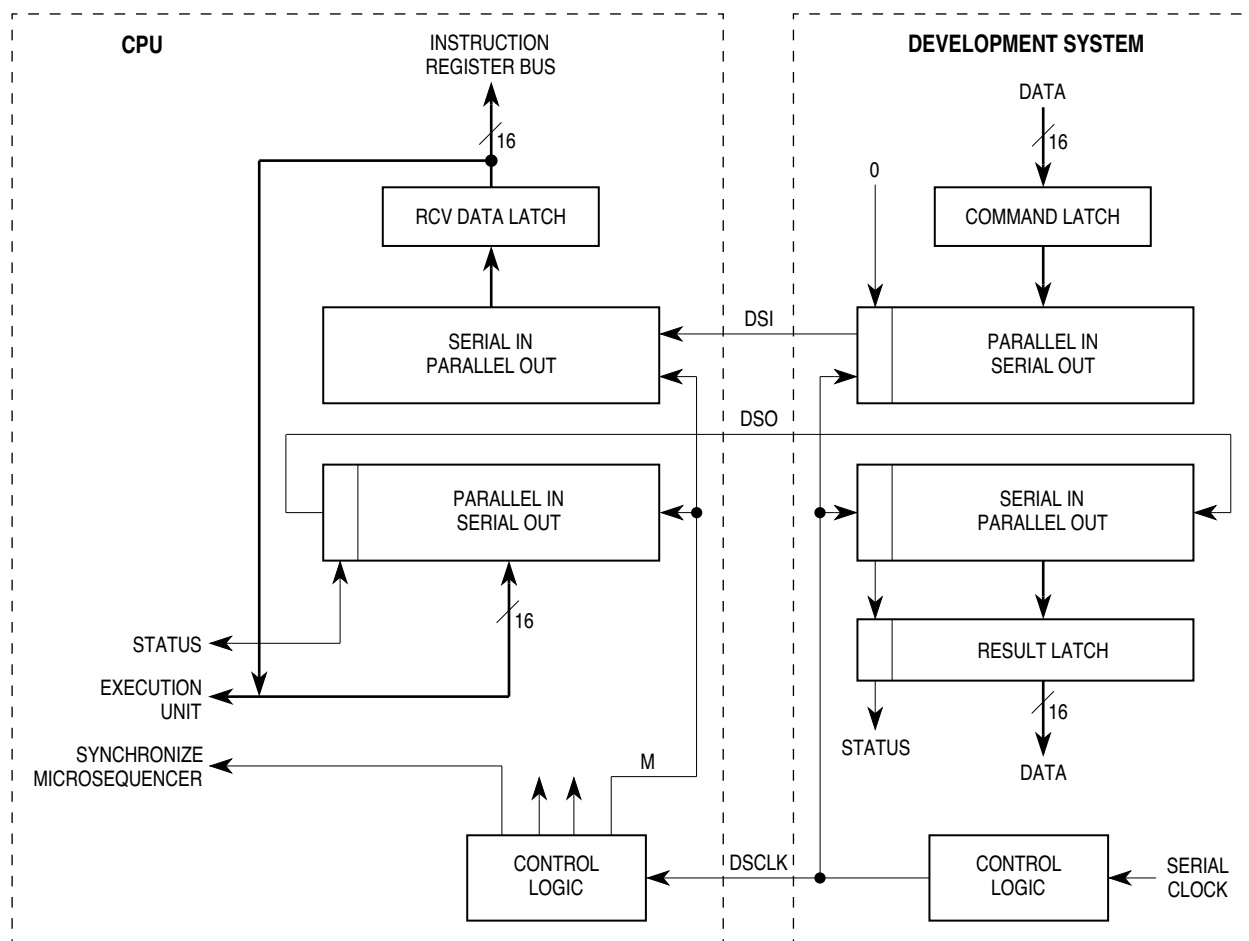 CPU
INSTRUCTION
REGISTER BUS
16
RCV DATA LATCH
SERIAL IN
PARALLEL OUT
PARALLEL IN
SERIAL OUT
16
STATUS
EXECUTION
UNIT
SYNCHRONIZE
MICROSEQUENCER
M
CONTROL
LOGIC
DSI
DSO
DSCLK
DEVELOPMENT SYSTEM
DATA
16
0
COMMAND LATCH
PARALLEL IN
SERIAL OUT
SERIAL IN
PARALLEL OUT
RESULT LATCH
16
STATUS
DATA
CONTROL
LOGIC
SERIAL
CLOCK